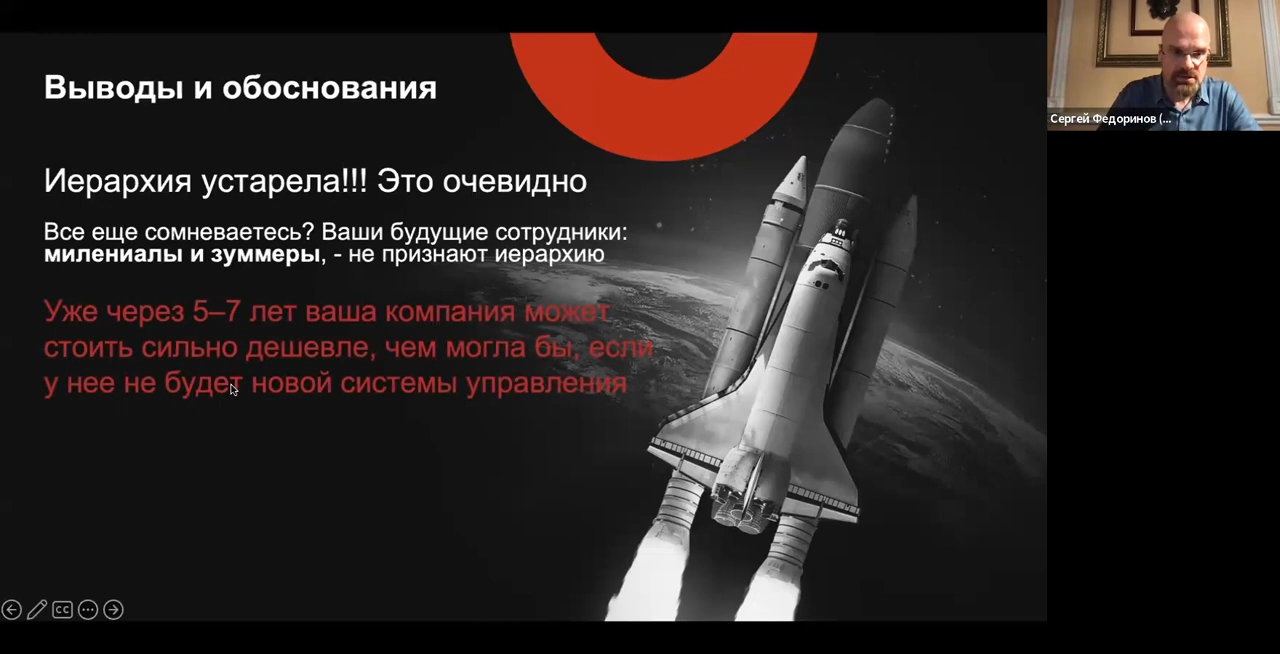 Выводы и обоснования
Иерархия устарела!!! Это очевидно
Все еще сомневаетесь? Ваши будущие сотрудники:
милениалы и зуммеры, - не признают иерархию
Уже через 5–7 лет ваша компания может
стоить сильно дешевле, чем могла бы, если
у нее не будет новой системы управления
Сергей Федоринов (...
CC